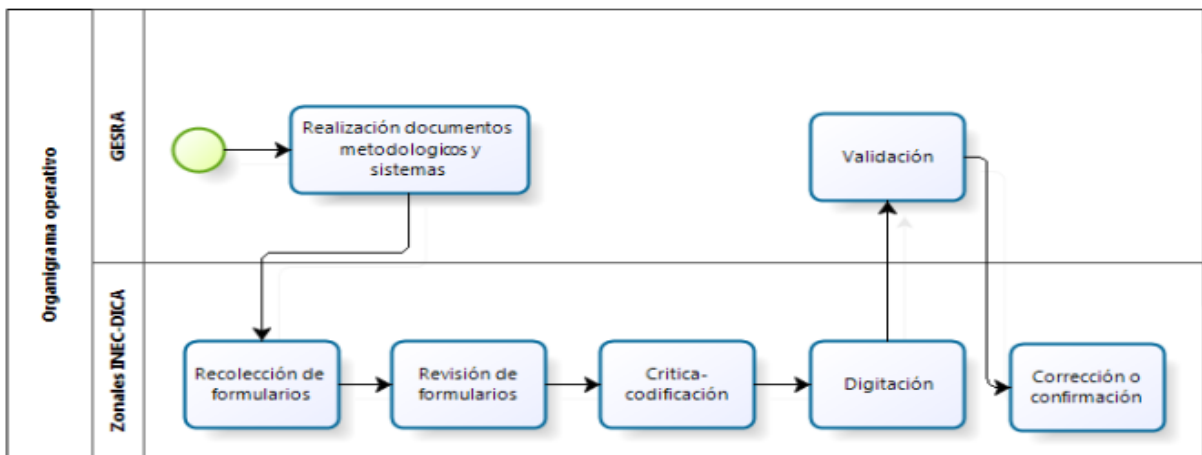 Organigrama operativo
GESRA
Realización documentos
metodologicos y
sistemas
Validación
Zonales INEC-DICA
Recolección de
formularios
Revisión de
formularios
Critica-
codificación
Digitación
Corrección o
confirmación